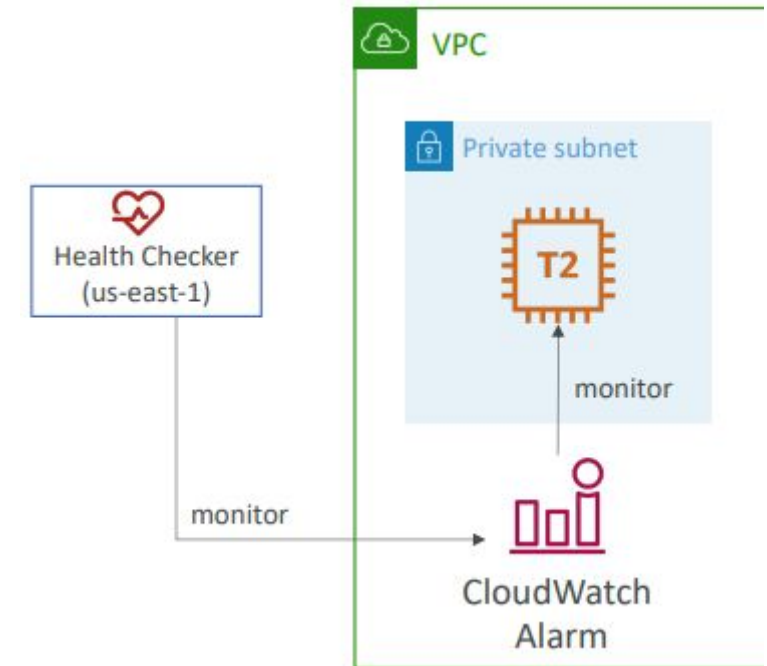 VPC
Private subnet
Health Checker
(us-east-1)
T2
monitor
monitor
CloudWatch
Alarm